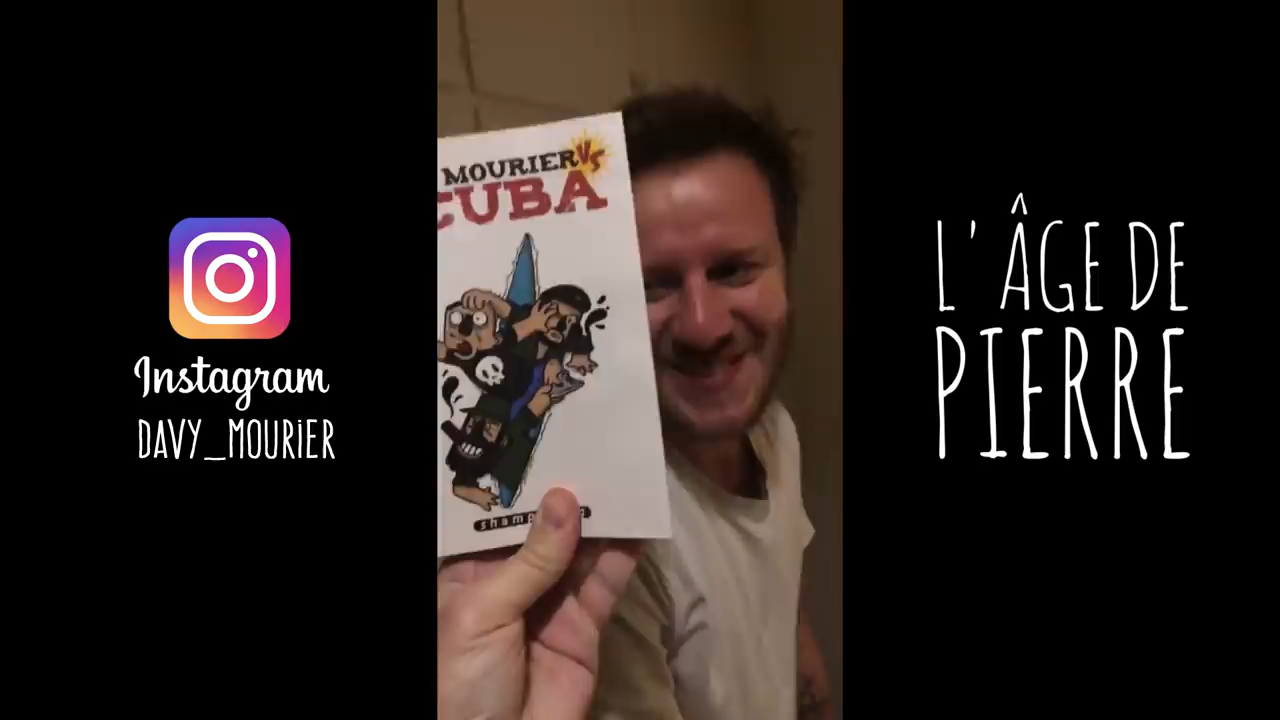 Instagram
DAVY_MOURIER
MOURIER VS
CUBA
L'ÂGE DE
PIERRE